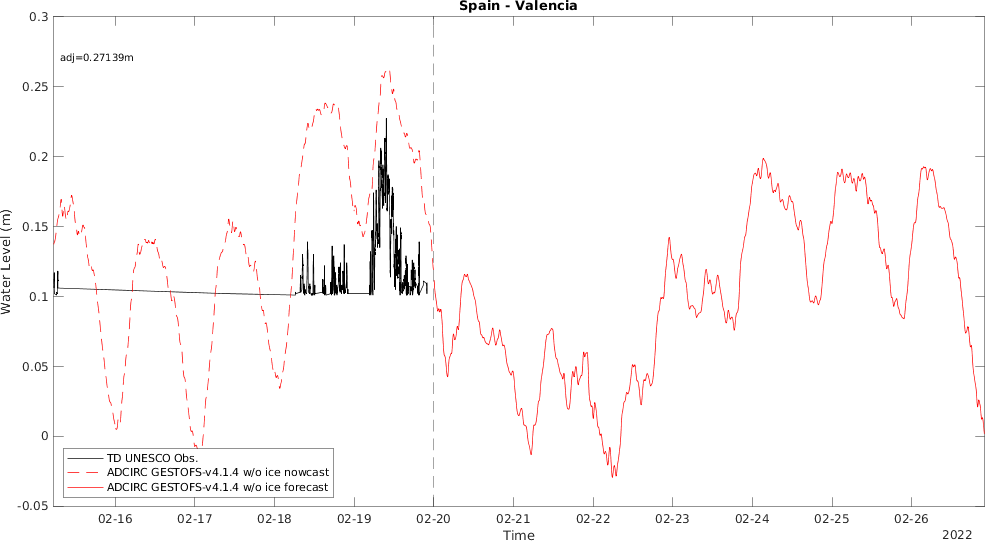 Spain - Valencia
adj=0.27139m
0.3
0.25
0.2
0.15
0.1
0.05
0
-0.05
Water Level (m)
TD UNESCO Obs.
ADCIRC GESTOFS-v4.1.4 w/o ice nowcast
ADCIRC GESTOFS-v4.1.4 w/o ice forecast
02-16 02-17 02-18 02-19 02-20 02-21 02-22 02-23 02-24 02-25 02-26
Time
2022